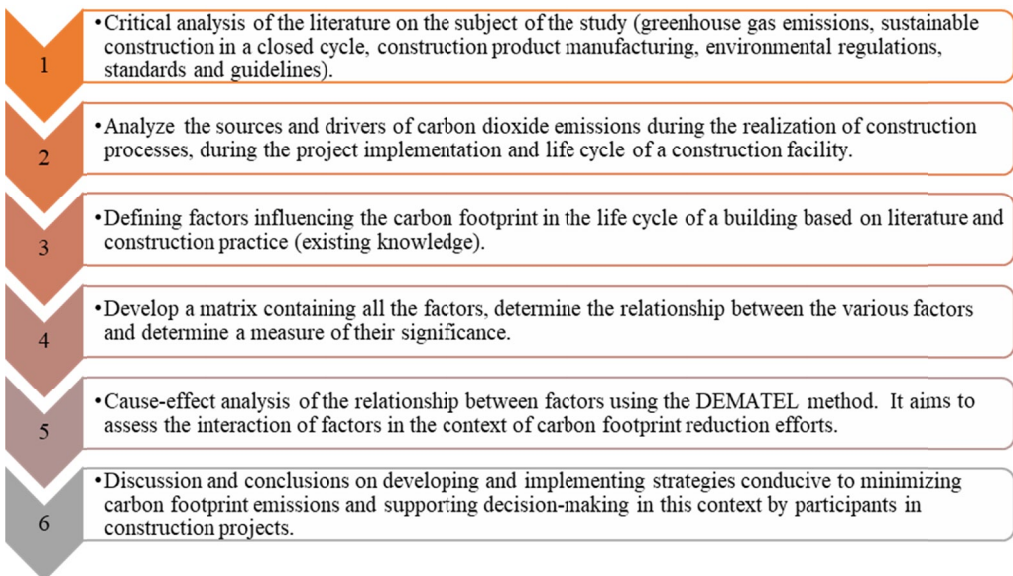 1
•Critical analysis of the literature on the subject of the study (greenhouse gas emissions, sustainable
construction in a closed cycle, construction product manufacturing, environmental regulations,
standards and guidelines).
2
•Analyze the sources and drivers of carbon dioxide emissions during the realization of construction
processes, during the project implementation and life cycle of a construction facility.
3
•Defining factors influencing the carbon footprint in the life cycle of a building based on literature and
construction practice (existing knowledge).
4
•Develop a matrix containing all the factors, determine the relationship between the various factors
and determine a measure of their significance.
5
•Cause-effect analysis of the relationship between factors using the DEMATEL method. It aims to
assess the interaction of factors in the context of carbon footprint reduction efforts.
6
•Discussion and conclusions on developing and implementing strategies conducive to minimizing
carbon footprint emissions and supporting decision-making in this context by participants in
construction projects.